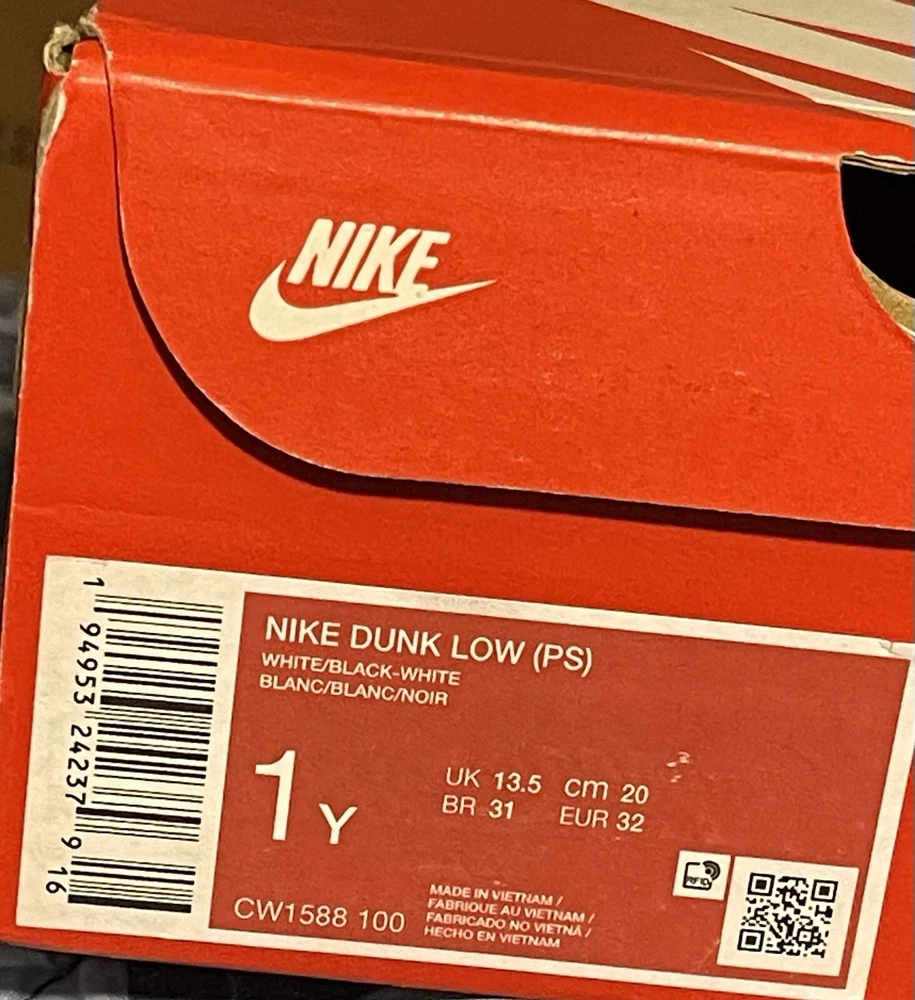 NIKE
NIKE DUNK LOW (PS)
WHITE/BLACK-WHITE
BLANC/BLANC/NOIR
1 Y
UK 13.5 cm 20
BR 31 EUR 32
CW1588 100
MADE IN VIETNAM /
FABRIQUE AU VIETNAM /
FABRICADO NO VIETNÃ /
HECHO EN VIETNAM
RFID
1 94953 24237 9 16